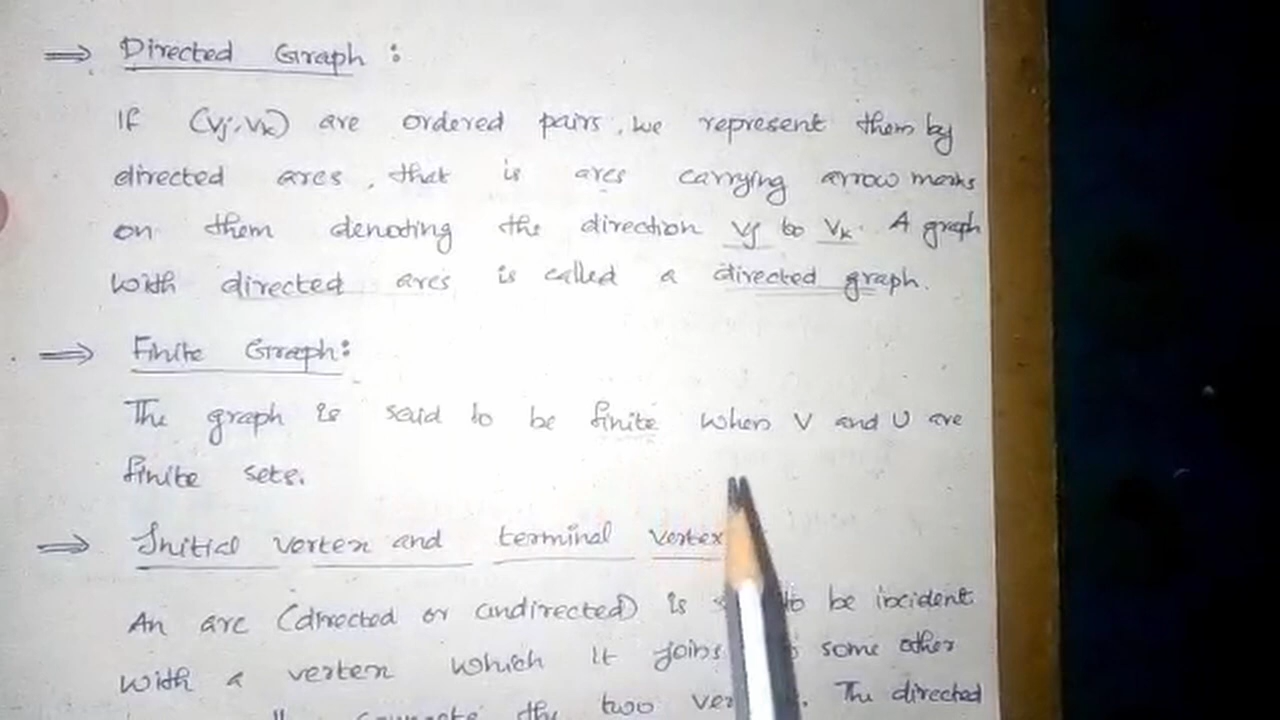 ⇒ Directed Graph :
If (Vj, Vk) are ordered pairs, we represent them by
directed arcs, that is arcs carrying arrow marks
on them denoting the direction Vj to Vk. A graph
with directed arcs is called a directed graph.
⇒ Finite Graph:
The graph is said to be finite when V and U are
finite sets.
⇒ Initial vertex and terminal vertex
An arc (directed or undirected) is to be incident
with a vertex which it joins some other
the two . The directed